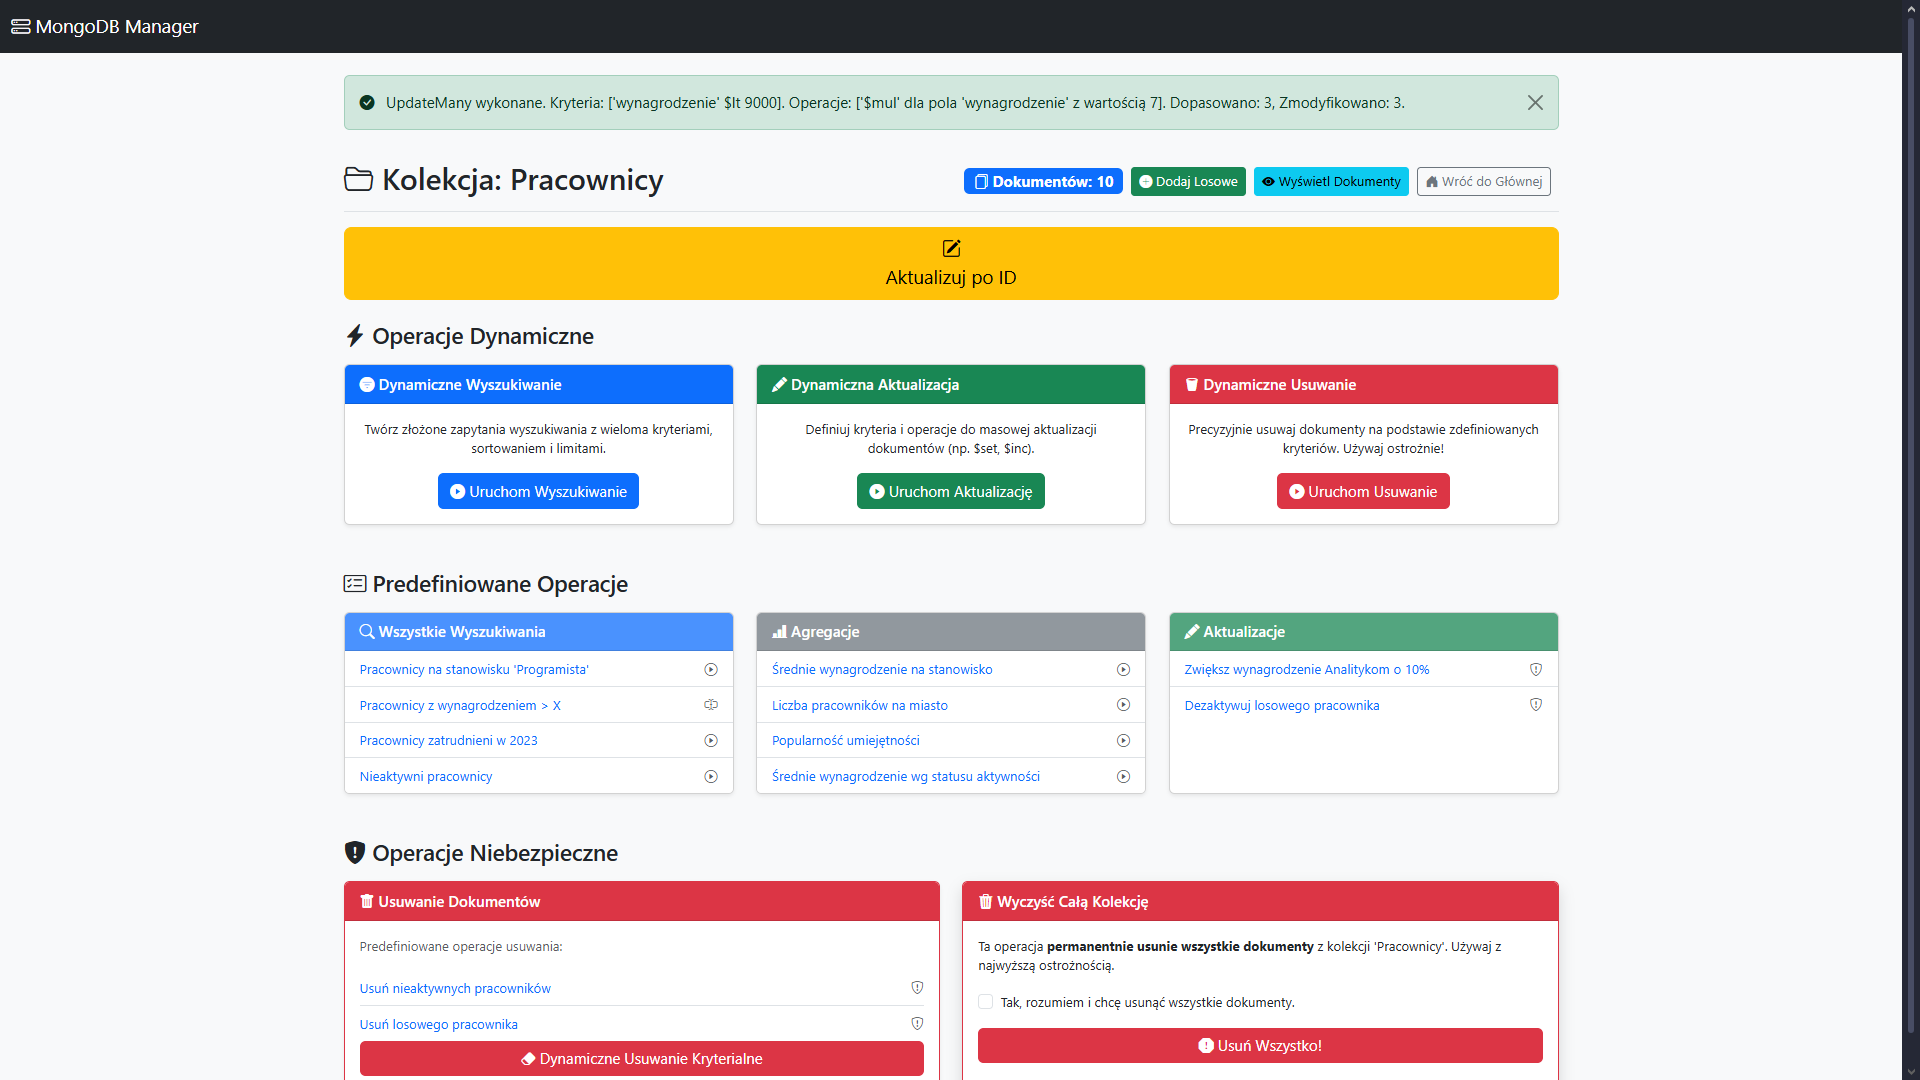 MongoDB Manager
UpdateMany wykonane. Kryteria: ['wynagrodzenie' $lt 9000]. Operacje: ['$mul' dla pola 'wynagrodzenie' z wartością 7]. Dopasowano: 3, Zmodyfikowano: 3.
Kolekcja: Pracownicy
Dokumentów: 10
Dodaj Losowe
Wyświetl Dokumenty
Wróć do Głównej
Aktualizuj po ID
Operacje Dynamiczne
Dynamiczne Wyszukiwanie
Twórz złożone zapytania wyszukiwania z wieloma kryteriami,
sortowaniem i limitami.
Uruchom Wyszukiwanie
Dynamiczna Aktualizacja
Definiuj kryteria i operacje do masowej aktualizacji
dokumentów (np. $set, $inc).
Uruchom Aktualizację
Dynamiczne Usuwanie
Precyzyjnie usuwaj dokumenty na podstawie zdefiniowanych
kryteriów. Używaj ostrożnie!
Uruchom Usuwanie
Predefiniowane Operacje
Wszystkie Wyszukiwania
Pracownicy na stanowisku 'Programista'
Pracownicy z wynagrodzeniem > X
Pracownicy zatrudnieni w 2023
Nieaktywni pracownicy
Agregacje
Średnie wynagrodzenie na stanowisko
Liczba pracowników na miasto
Popularność umiejętności
Średnie wynagrodzenie wg statusu aktywności
Aktualizacje
Zwiększ wynagrodzenie Analitykom o 10%
Dezaktywuj losowego pracownika
Operacje Niebezpieczne
Usuwanie Dokumentów
Predefiniowane operacje usuwania:
Usuń nieaktywnych pracowników
Usuń losowego pracownika
Dynamiczne Usuwanie Kryterialne
Wyczyść Całą Kolekcję
Ta operacja permanentnie usunie wszystkie dokumenty z kolekcji 'Pracownicy'. Używaj z
najwyższą ostrożnością.
Tak, rozumiem i chcę usunąć wszystkie dokumenty.
Usuń Wszystko!